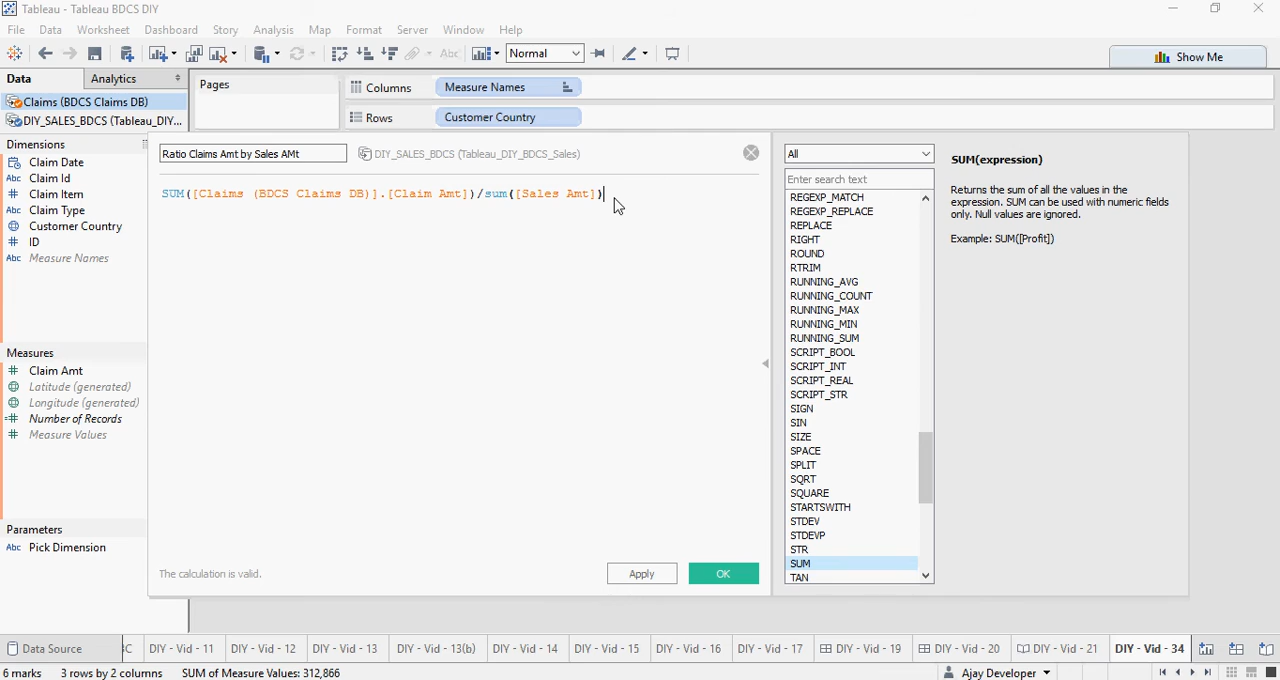 Tableau - Tableau BDCS DIY
File Data Worksheet Dashboard Story Analysis Map Format Server Window Help
Abc Normal Show Me
Data Analytics
Pages
Columns Measure Names
Rows Customer Country
Claims (BDCS Claims DB)
DIY_SALES_BDCS (Tableau_DIY...
Dimensions
Claim Date
Abc Claim Id
Claim Item
Abc Claim Type
Customer Country
ID
Abc Measure Names
Measures
Claim Amt
Latitude (generated)
Longitude (generated)
Number of Records
Measure Values
Parameters
Abc Pick Dimension
Ratio Claims Amt by Sales AMt
DIY_SALES_BDCS (Tableau_DIY_BDCS_Sales)
SUM([Claims (BDCS Claims DB)].[Claim Amt])/sum([Sales Amt])
The calculation is valid.
Apply OK
All
Enter search text
REGEXP_MATCH
REGEXP_REPLACE
REPLACE
RIGHT
ROUND
RTRIM
RUNNING_AVG
RUNNING_COUNT
RUNNING_MAX
RUNNING_MIN
RUNNING_SUM
SCRIPT_BOOL
SCRIPT_INT
SCRIPT_REAL
SCRIPT_STR
SIGN
SIN
SIZE
SPACE
SPLIT
SQRT
SQUARE
STARTSWITH
STDEV
STDEVP
STR
SUM
TAN
SUM(expression)
Returns the sum of all the values in the
expression. SUM can be used with numeric fields
only. Null values are ignored.
Example: SUM([Profit])
Data Source 3C DIY - Vid - 11 DIY - Vid - 12 DIY - Vid - 13 DIY - Vid - 13(b) DIY - Vid - 14 DIY - Vid - 15 DIY - Vid - 16 DIY - Vid - 17 DIY - Vid - 19 DIY - Vid - 20 DIY - Vid - 21 DIY - Vid - 34
6 marks 3 rows by 2 columns SUM of Measure Values: 312,866 Ajay Developer